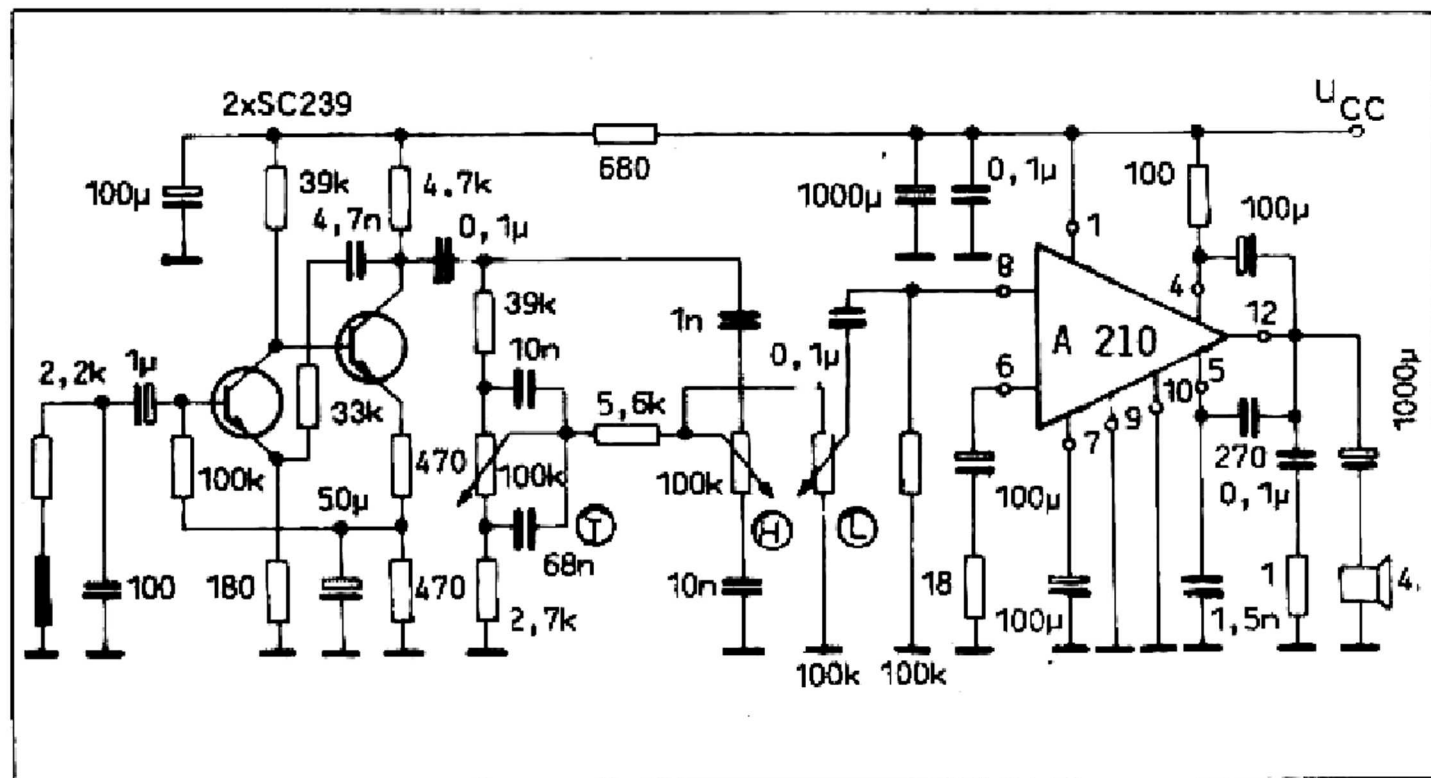 2xSC239
U CC
680
100µ
39k
4.7k
1000µ
0,1µ
100
100µ
4,7n
0,1µ
1
8
4
39k
1n
12
10n
0,1µ
A 210
6
5
10
2,2k
1µ
33k
5,6k
9
7
1000µ
100k
470
100k
100k
270
50µ
T
H
L
100µ
0,1µ
68n
100
180
470
10n
18
1
4.
2,7k
100µ
1,5n
100k
100k